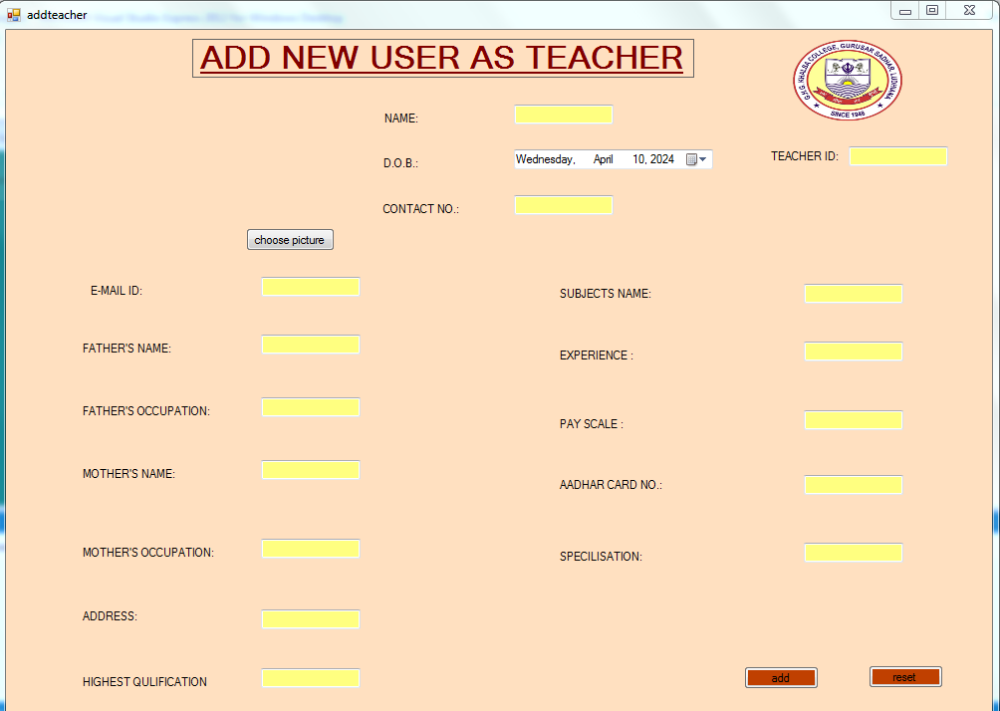 addteacher
ADD NEW USER AS TEACHER
G.H.G. KHALSA COLLEGE, GURUSAR SADHAR, LUDHIANA
SINCE 1948
NAME:
D.O.B.: Wednesday, April 10, 2024
TEACHER ID:
CONTACT NO.:
choose picture
E-MAIL ID:
SUBJECTS NAME:
FATHER'S NAME:
EXPERIENCE :
FATHER'S OCCUPATION:
PAY SCALE :
MOTHER'S NAME:
AADHAR CARD NO.:
MOTHER'S OCCUPATION:
SPECILISATION:
ADDRESS:
HIGHEST QULIFICATION
add
reset